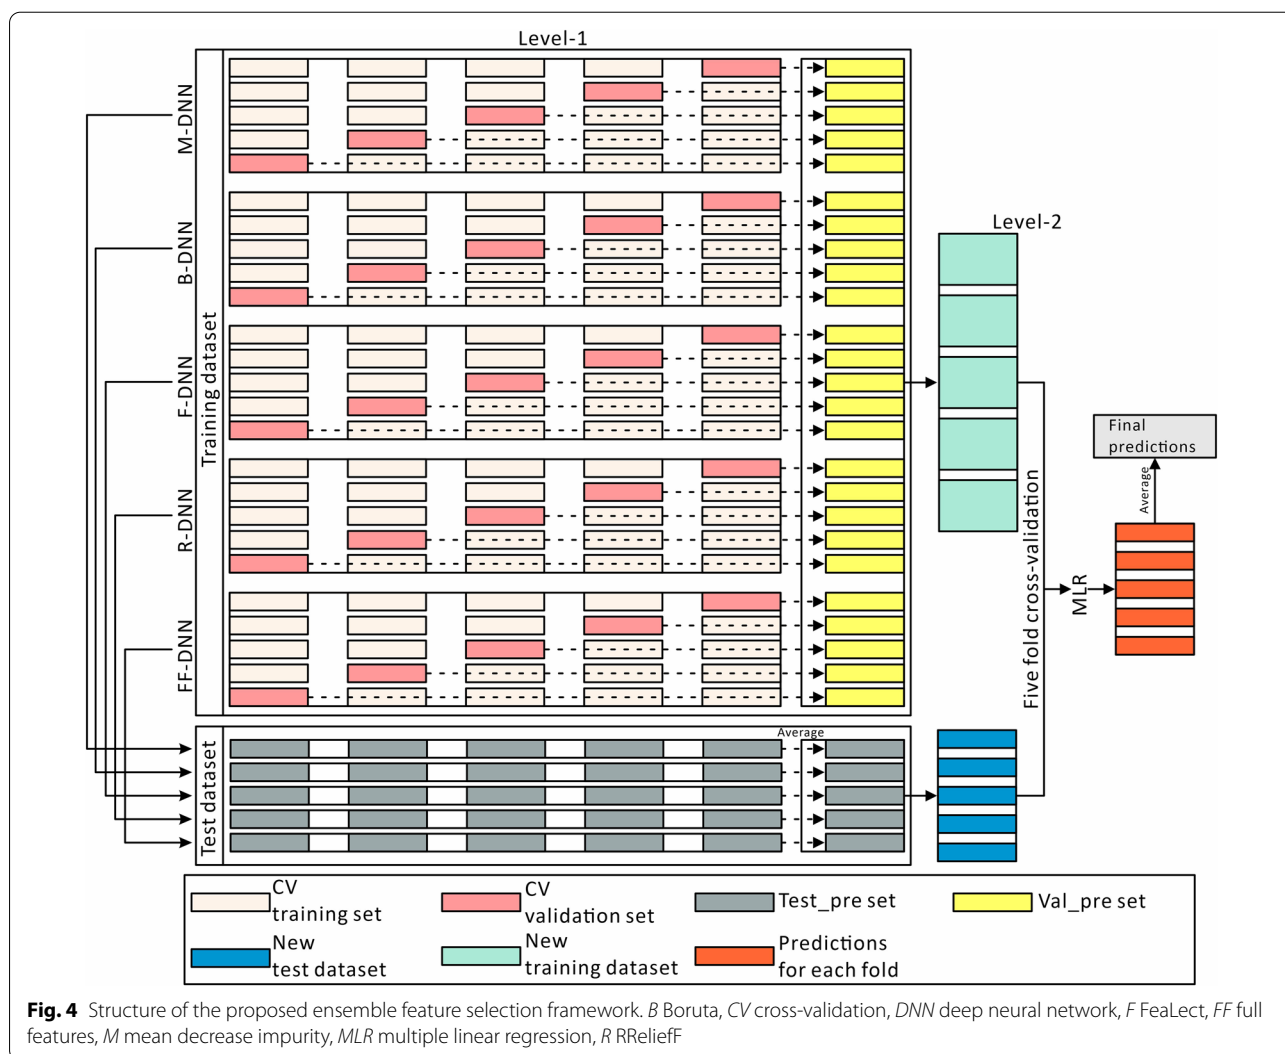 Level-1
M-DNN
B-DNN
F-DNN
R-DNN
FF-DNN
Training dataset
Level-2
Final
predictions
Average
Five fold cross-validation
MLR
Test dataset
Average
CV
training set
CV
validation set
Test_pre set
Val_pre set
New
test dataset
New
training dataset
Predictions
for each fold
Fig. 4 Structure of the proposed ensemble feature selection framework. B Boruta, CV cross-validation, DNN deep neural network, F FeaLect, FF full
features, M mean decrease impurity, MLR multiple linear regression, R RReliefF